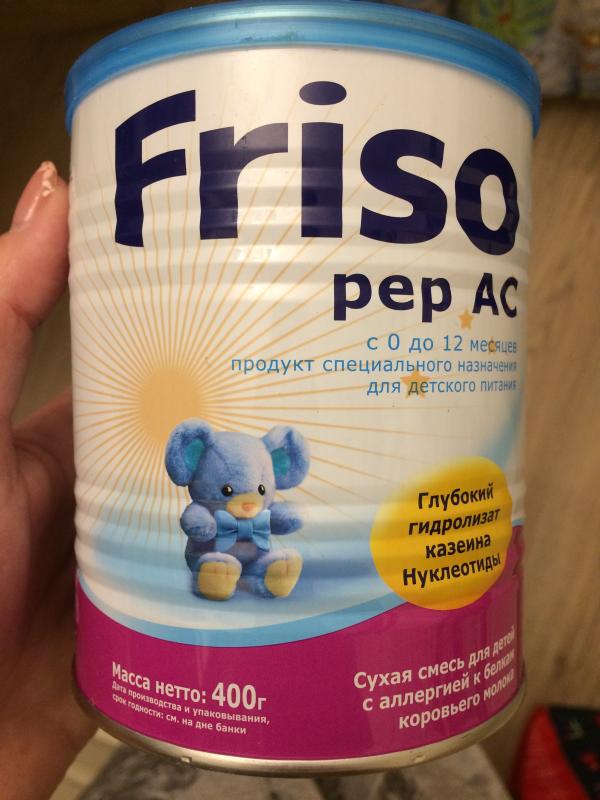 Friso
pep AC
с 0 до 12 месяцев
продукт специального назначения
для детского питания
Глубокий
гидролизат
казеина
Нуклеотиды
Масса нетто: 400г
Дата производства и упаковывания,
срок годности: см. на дне банки
Сухая смесь для детей
с аллергией к белкам
коровьего молока